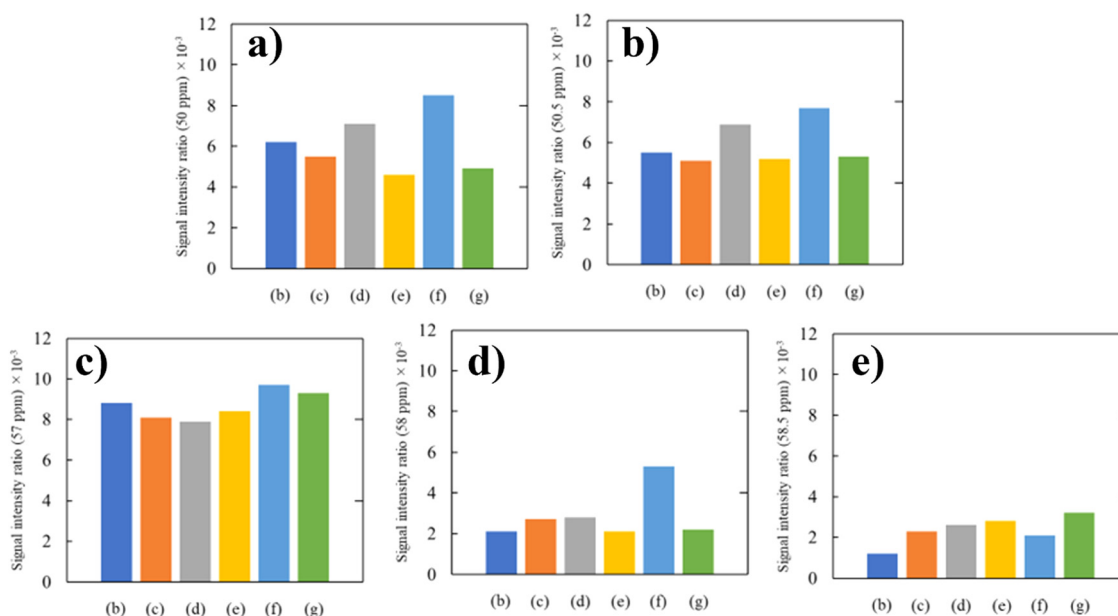 a)
Signal intensity ratio (50 ppm) × 10⁻³
12
10
8
6
4
2
0
(b) (c) (d) (e) (f) (g)
b)
Signal intensity ratio (50.5 ppm) × 10⁻³
12
10
8
6
4
2
0
(b) (c) (d) (e) (f) (g)
c)
Signal intensity ratio (57 ppm) × 10⁻³
12
10
8
6
4
2
0
(b) (c) (d) (e) (f) (g)
d)
Signal intensity ratio (58 ppm) × 10⁻³
12
10
8
6
4
2
0
(b) (c) (d) (e) (f) (g)
e)
Signal intensity ratio (58.5 ppm) × 10⁻³
12
10
8
6
4
2
0
(b) (c) (d) (e) (f) (g)